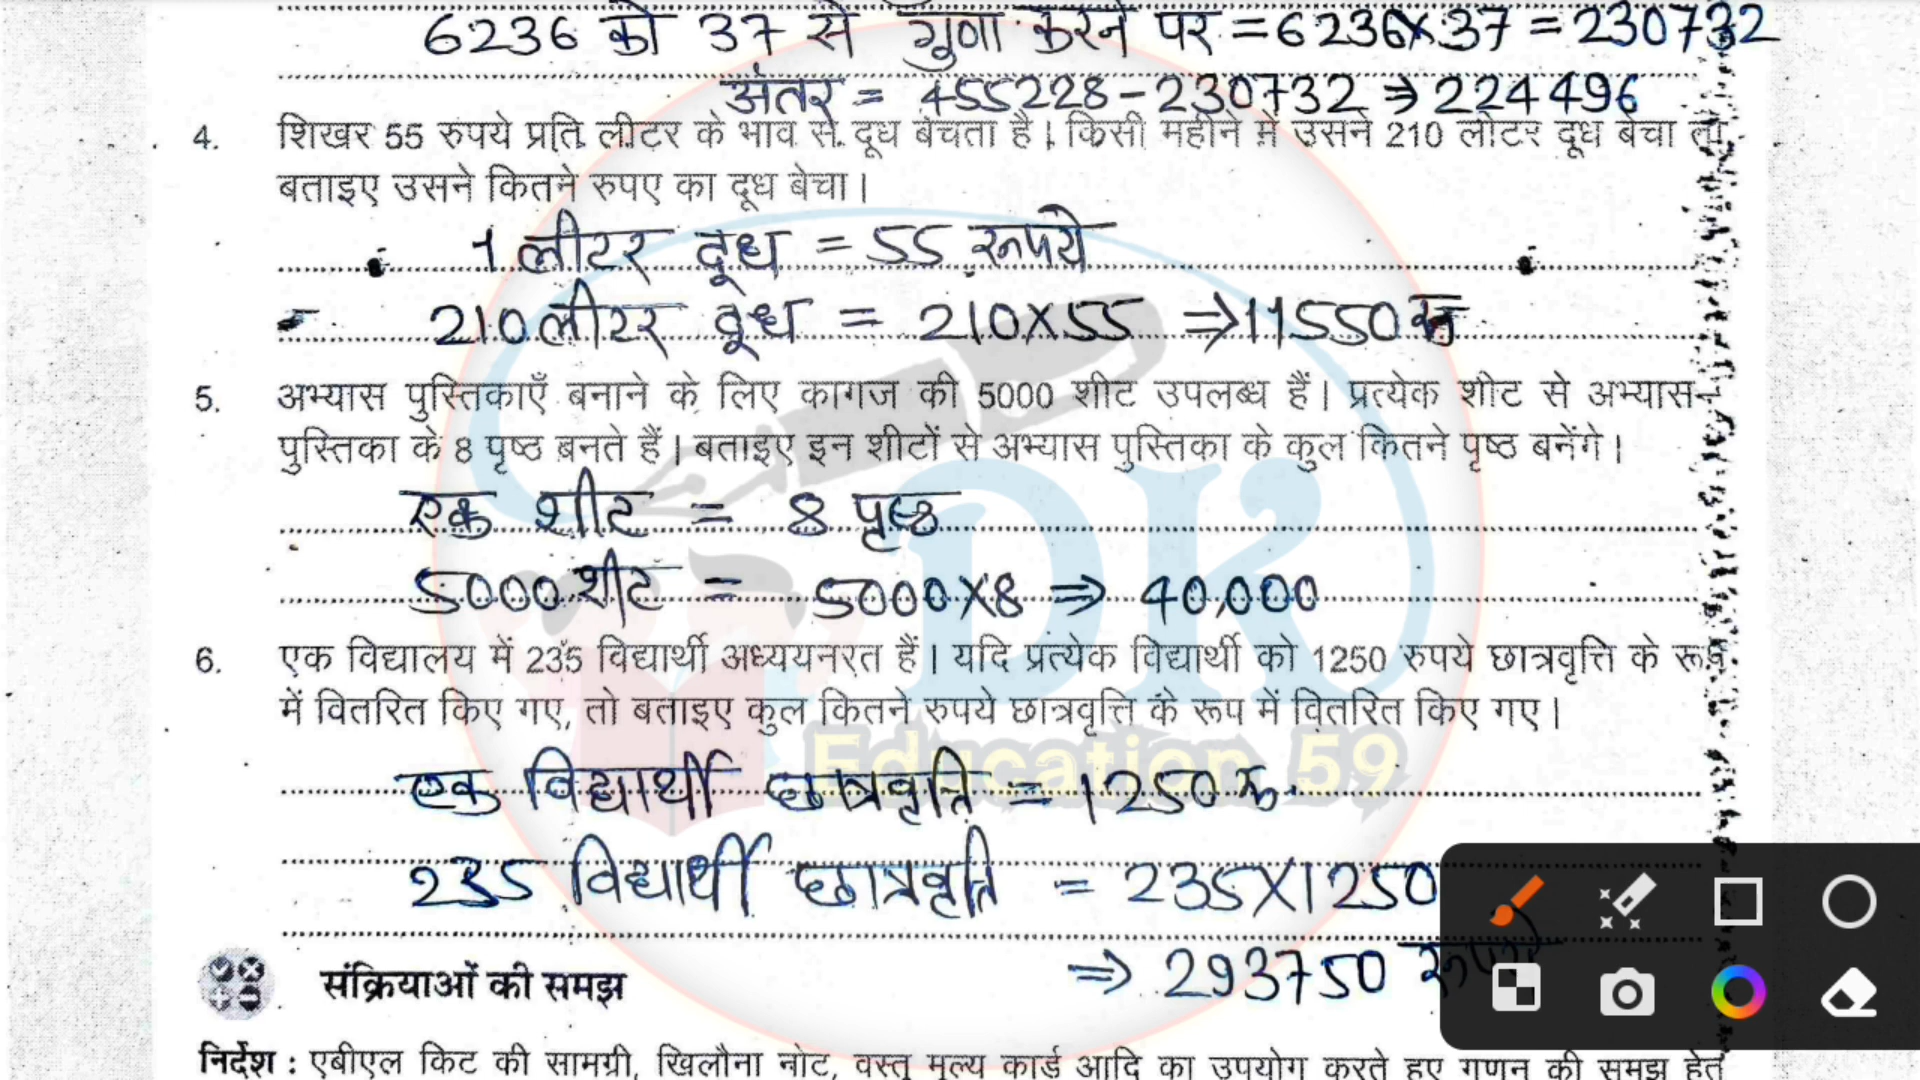 6236 को 37 से गुणा करने पर = 6236×37 = 230732
अंतर = 455228-230732 ⇒ 224496
4. शिखर 55 रुपये प्रति लीटर के भाव से दूध बेचता है। किसी महीने में उसने 210 लीटर दूध बेचा तो
बताइए उसने कितने रुपए का दूध बेचा।
1 लीटर दूध = 55 रूपये
210 लीटर दूध = 210×55 ⇒ 11550 रू
5. अभ्यास पुस्तिकाएँ बनाने के लिए कागज की 5000 शीट उपलब्ध हैं। प्रत्येक शीट से अभ्यास-
पुस्तिका के 8 पृष्ठ बनते हैं। बताइए इन शीटों से अभ्यास पुस्तिका के कुल कितने पृष्ठ बनेंगे।
एक शीट = 8 पृष्ठ
5000 शीट = 5000×8 ⇒ 40,000
6. एक विद्यालय में 235 विद्यार्थी अध्ययनरत हैं। यदि प्रत्येक विद्यार्थी को 1250 रुपये छात्रवृत्ति के रूप
में वितरित किए गए, तो बताइए कुल कितने रुपये छात्रवृत्ति के रूप में वितरित किए गए।
DK
Education 59
एक विद्यार्थी छात्रवृति = 1250 रू.
235 विद्यार्थी छात्रवृति = 235×1250
⇒ 293750 रूपये
संक्रियाओं की समझ
निर्देश : एबीएल किट की सामग्री, खिलौना नोट, वस्तु मूल्य कार्ड आदि का उपयोग करते हुए गुणन की समझ हेतु